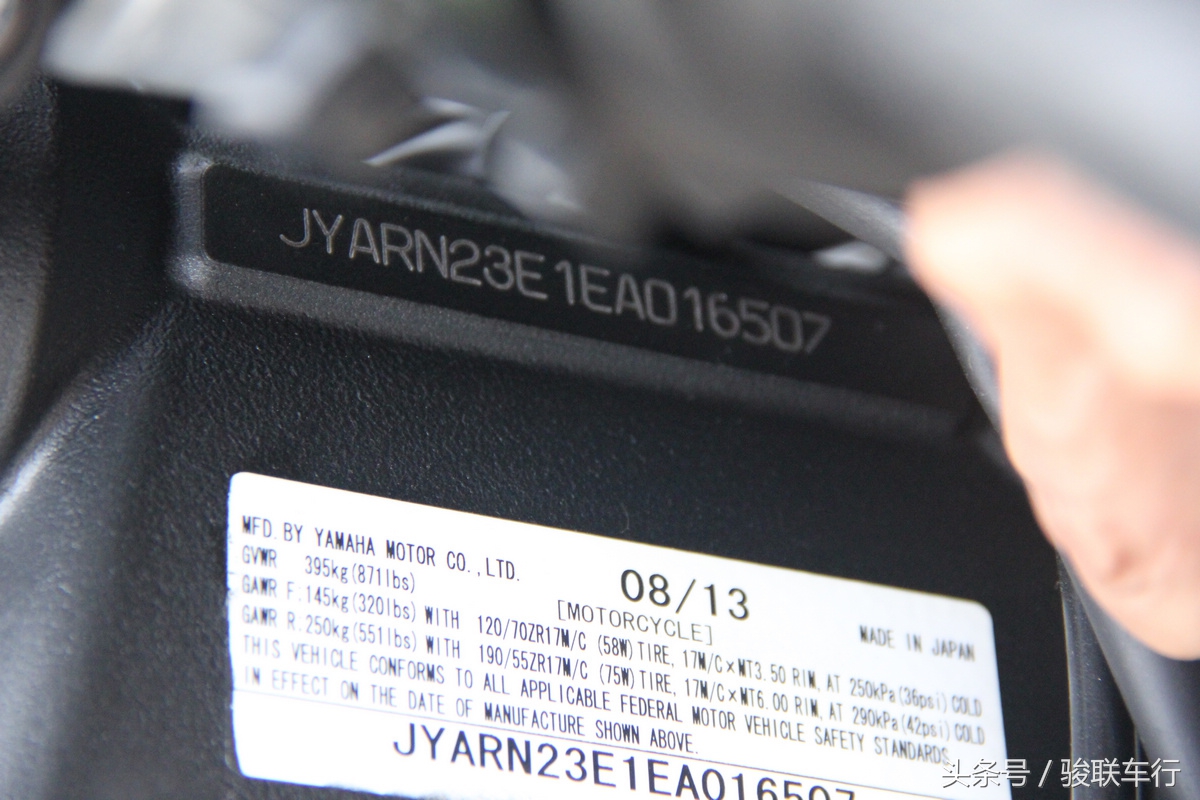 JYARN23E1EA016507
MFD. BY YAMAHA MOTOR CO.,LTD.
08/13
GVWR 395kg(871lbs)
[MOTORCYCLE]
MADE IN JAPAN
GAWR F.145kg(320lbs) WITH 120/70ZR17M/C (58W) TIRE, 17M/C×MT3.50 RIM, AT 250kPa(36psi) COLD
GAWR R.250kg(551lbs) WITH 190/55ZR17M/C (75W) TIRE, 17M/C×MT6.00 RIM, AT 290kPa(42psi) COLD
THIS VEHICLE CONFORMS TO ALL APPLICABLE FEDERAL MOTOR VEHICLE SAFETY STANDARDS
IN EFFECT ON THE DATE OF MANUFACTURE SHOWN ABOVE.
JYARN23E1EA016507
头条号 / 骏联车行